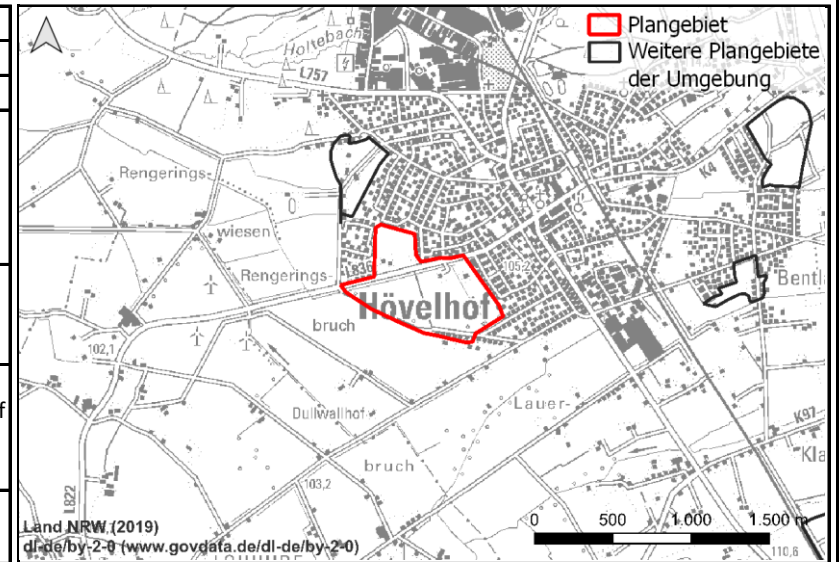 Plangebiet
Weitere Plangebiete
der Umgebung
Holtebach
L757
Rengerings-
wiesen
K4
Rengerings-
L836
105,2
Hövelhof
bruch
Bentl
102,1
Dullwallhof
Lauer-
f
bruch
K97
Kla
103,2
L822
Land NRW (2019)
dl-de/by-2-0 (www.govdata.de/dl-de/by-2-0)
0 500 1.000 1.500 m
110,6